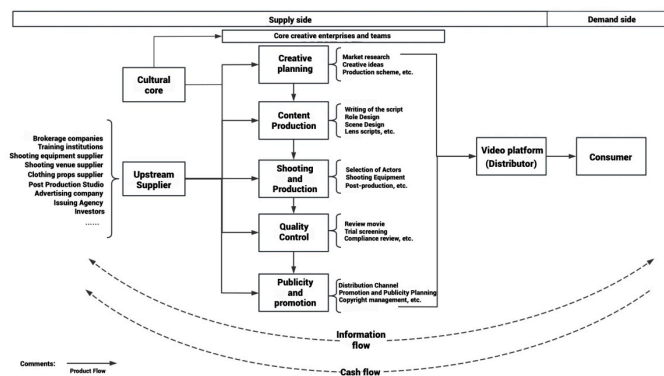 Supply side
Demand side
Core creative enterprises and teams
Cultural
core
Creative
planning
Market research
Creative ideas
Production scheme, etc.
Content
Production
Writing of the script
Role Design
Scene Design
Lens scripts, etc.
Brokerage companies
Training institutions
Shooting equipment supplier
Shooting venue supplier
Clothing props supplier
Post Production Studio
Advertising company
Issuing Agency
Investors
......
Upstream
Supplier
Shooting
and
Production
Selection of Actors
Shooting Equipment
Post-production, etc.
Video platform
(Distributor)
Consumer
Quality
Control
Review movie
Trial screening
Compliance review, etc.
Publicity
and
promotion
Distribution Channel
Promotion and Publicity Planning
Copyright management, etc.
Information
flow
Cash flow
Comments:
Product Flow